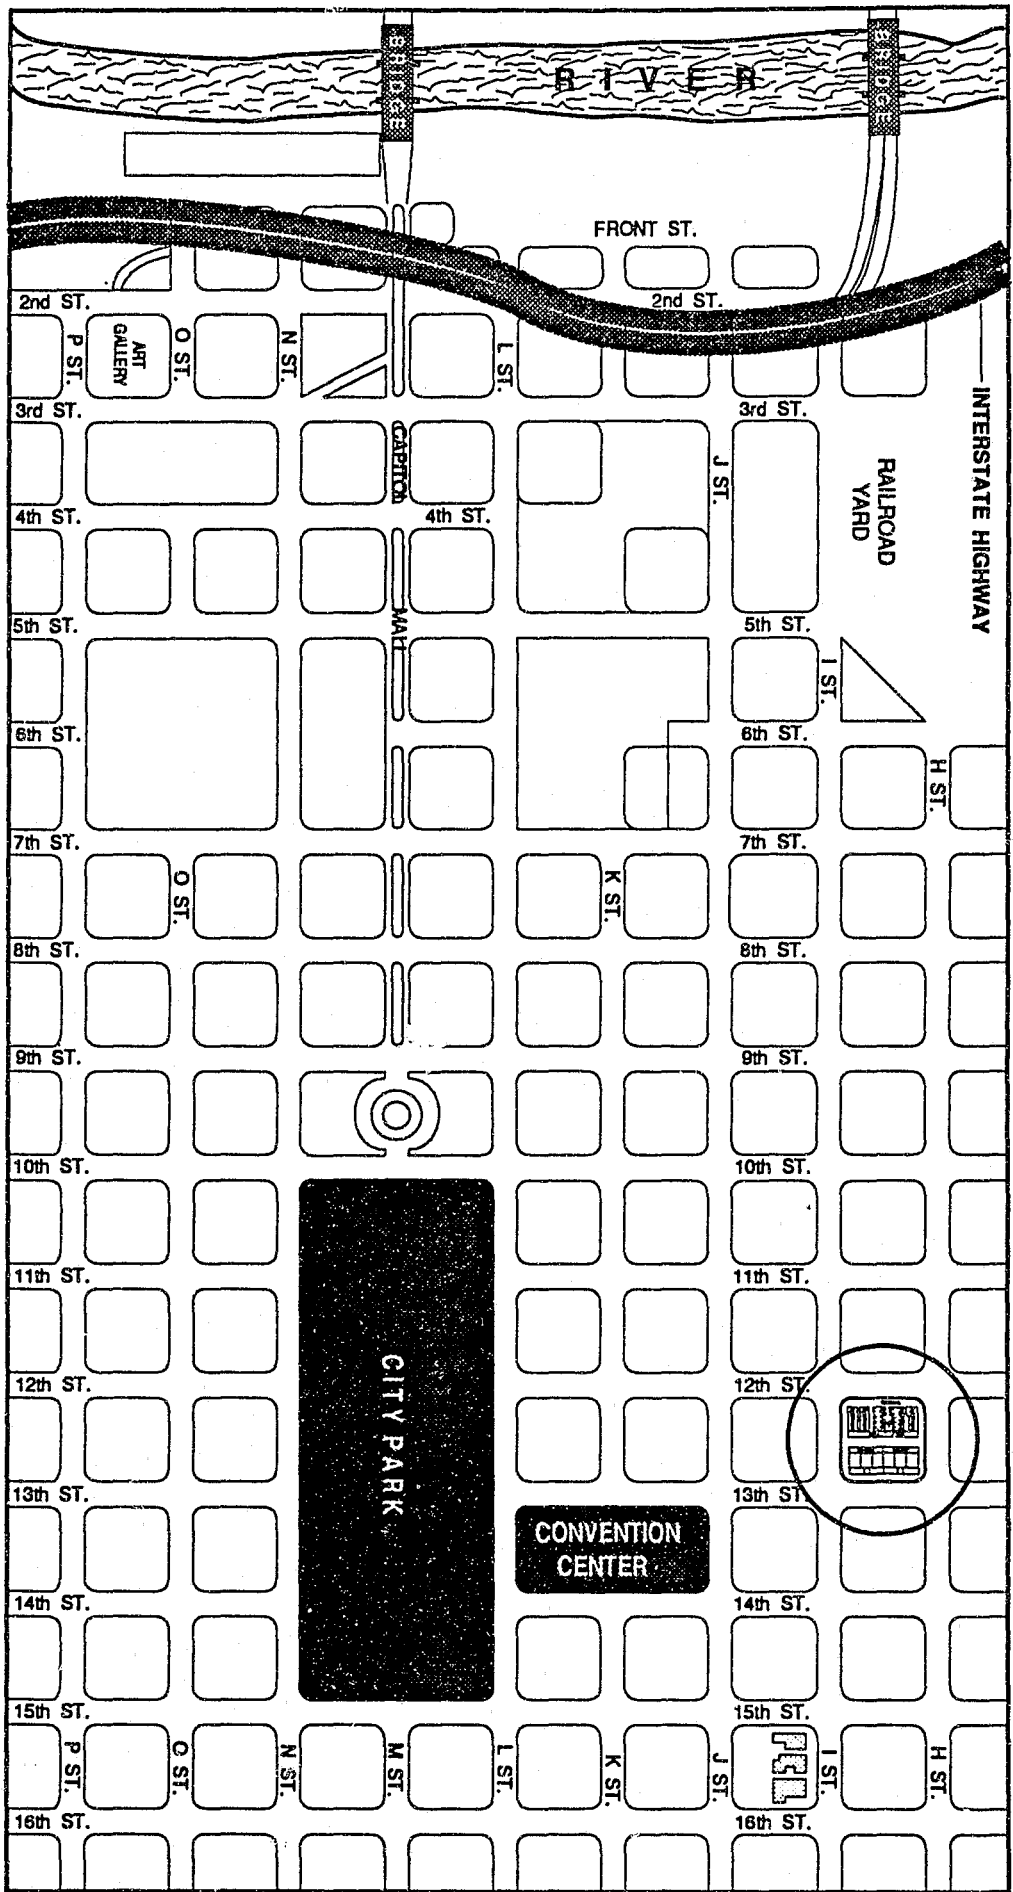 BRIDGE
BRIDGE
RIVER
FRONT ST.
2nd ST.
2nd ST.
P ST.
ART
GALLERY
O ST.
N ST.
L ST.
3rd ST.
3rd ST.
INTERSTATE HIGHWAY
CAPITOL
J ST.
RAILROAD
YARD
4th ST.
4th ST.
MALL
5th ST.
5th ST.
I ST.
6th ST.
6th ST.
H ST.
7th ST.
7th ST.
O ST.
K ST.
8th ST.
8th ST.
9th ST.
9th ST.
10th ST.
10th ST.
11th ST.
11th ST.
CITY PARK
12th ST.
12th ST.
13th ST.
13th ST.
CONVENTION
CENTER
14th ST.
14th ST.
15th ST.
15th ST.
P ST.
O ST.
N ST.
M ST.
L ST.
K ST.
J ST.
I ST.
H ST.
16th ST.
16th ST.